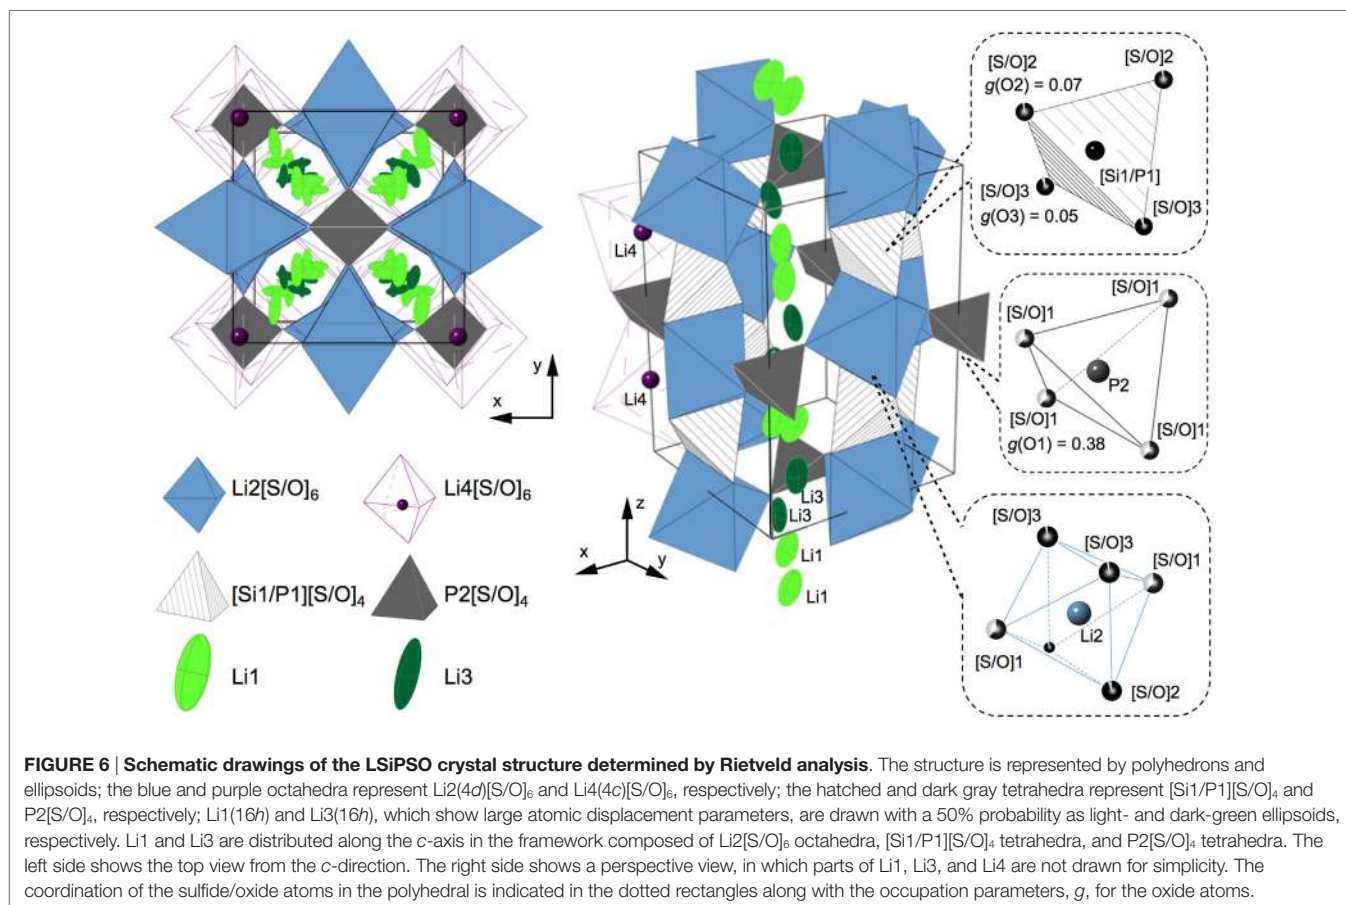 y
x
Li2[S/O]6
Li4[S/O]6
[Si1/P1][S/O]4
P2[S/O]4
Li1
Li3
Li4
Li4
Li3
Li3
Li1
Li1
z
x
y
[S/O]2
g(O2) = 0.07
[S/O]2
[Si1/P1]
[S/O]3
g(O3) = 0.05
[S/O]3
[S/O]1
[S/O]1
P2
[S/O]1
g(O1) = 0.38
[S/O]1
[S/O]3
[S/O]3
[S/O]1
Li2
[S/O]1
[S/O]2
FIGURE 6 | Schematic drawings of the LSiPSO crystal structure determined by Rietveld analysis. The structure is represented by polyhedrons and
ellipsoids; the blue and purple octahedra represent Li2(4d)[S/O]6 and Li4(4c)[S/O]6, respectively; the hatched and dark gray tetrahedra represent [Si1/P1][S/O]4 and
P2[S/O]4, respectively; Li1(16h) and Li3(16h), which show large atomic displacement parameters, are drawn with a 50% probability as light- and dark-green ellipsoids,
respectively. Li1 and Li3 are distributed along the c-axis in the framework composed of Li2[S/O]6 octahedra, [Si1/P1][S/O]4 tetrahedra, and P2[S/O]4 tetrahedra. The
left side shows the top view from the c-direction. The right side shows a perspective view, in which parts of Li1, Li3, and Li4 are not drawn for simplicity. The
coordination of the sulfide/oxide atoms in the polyhedral is indicated in the dotted rectangles along with the occupation parameters, g, for the oxide atoms.